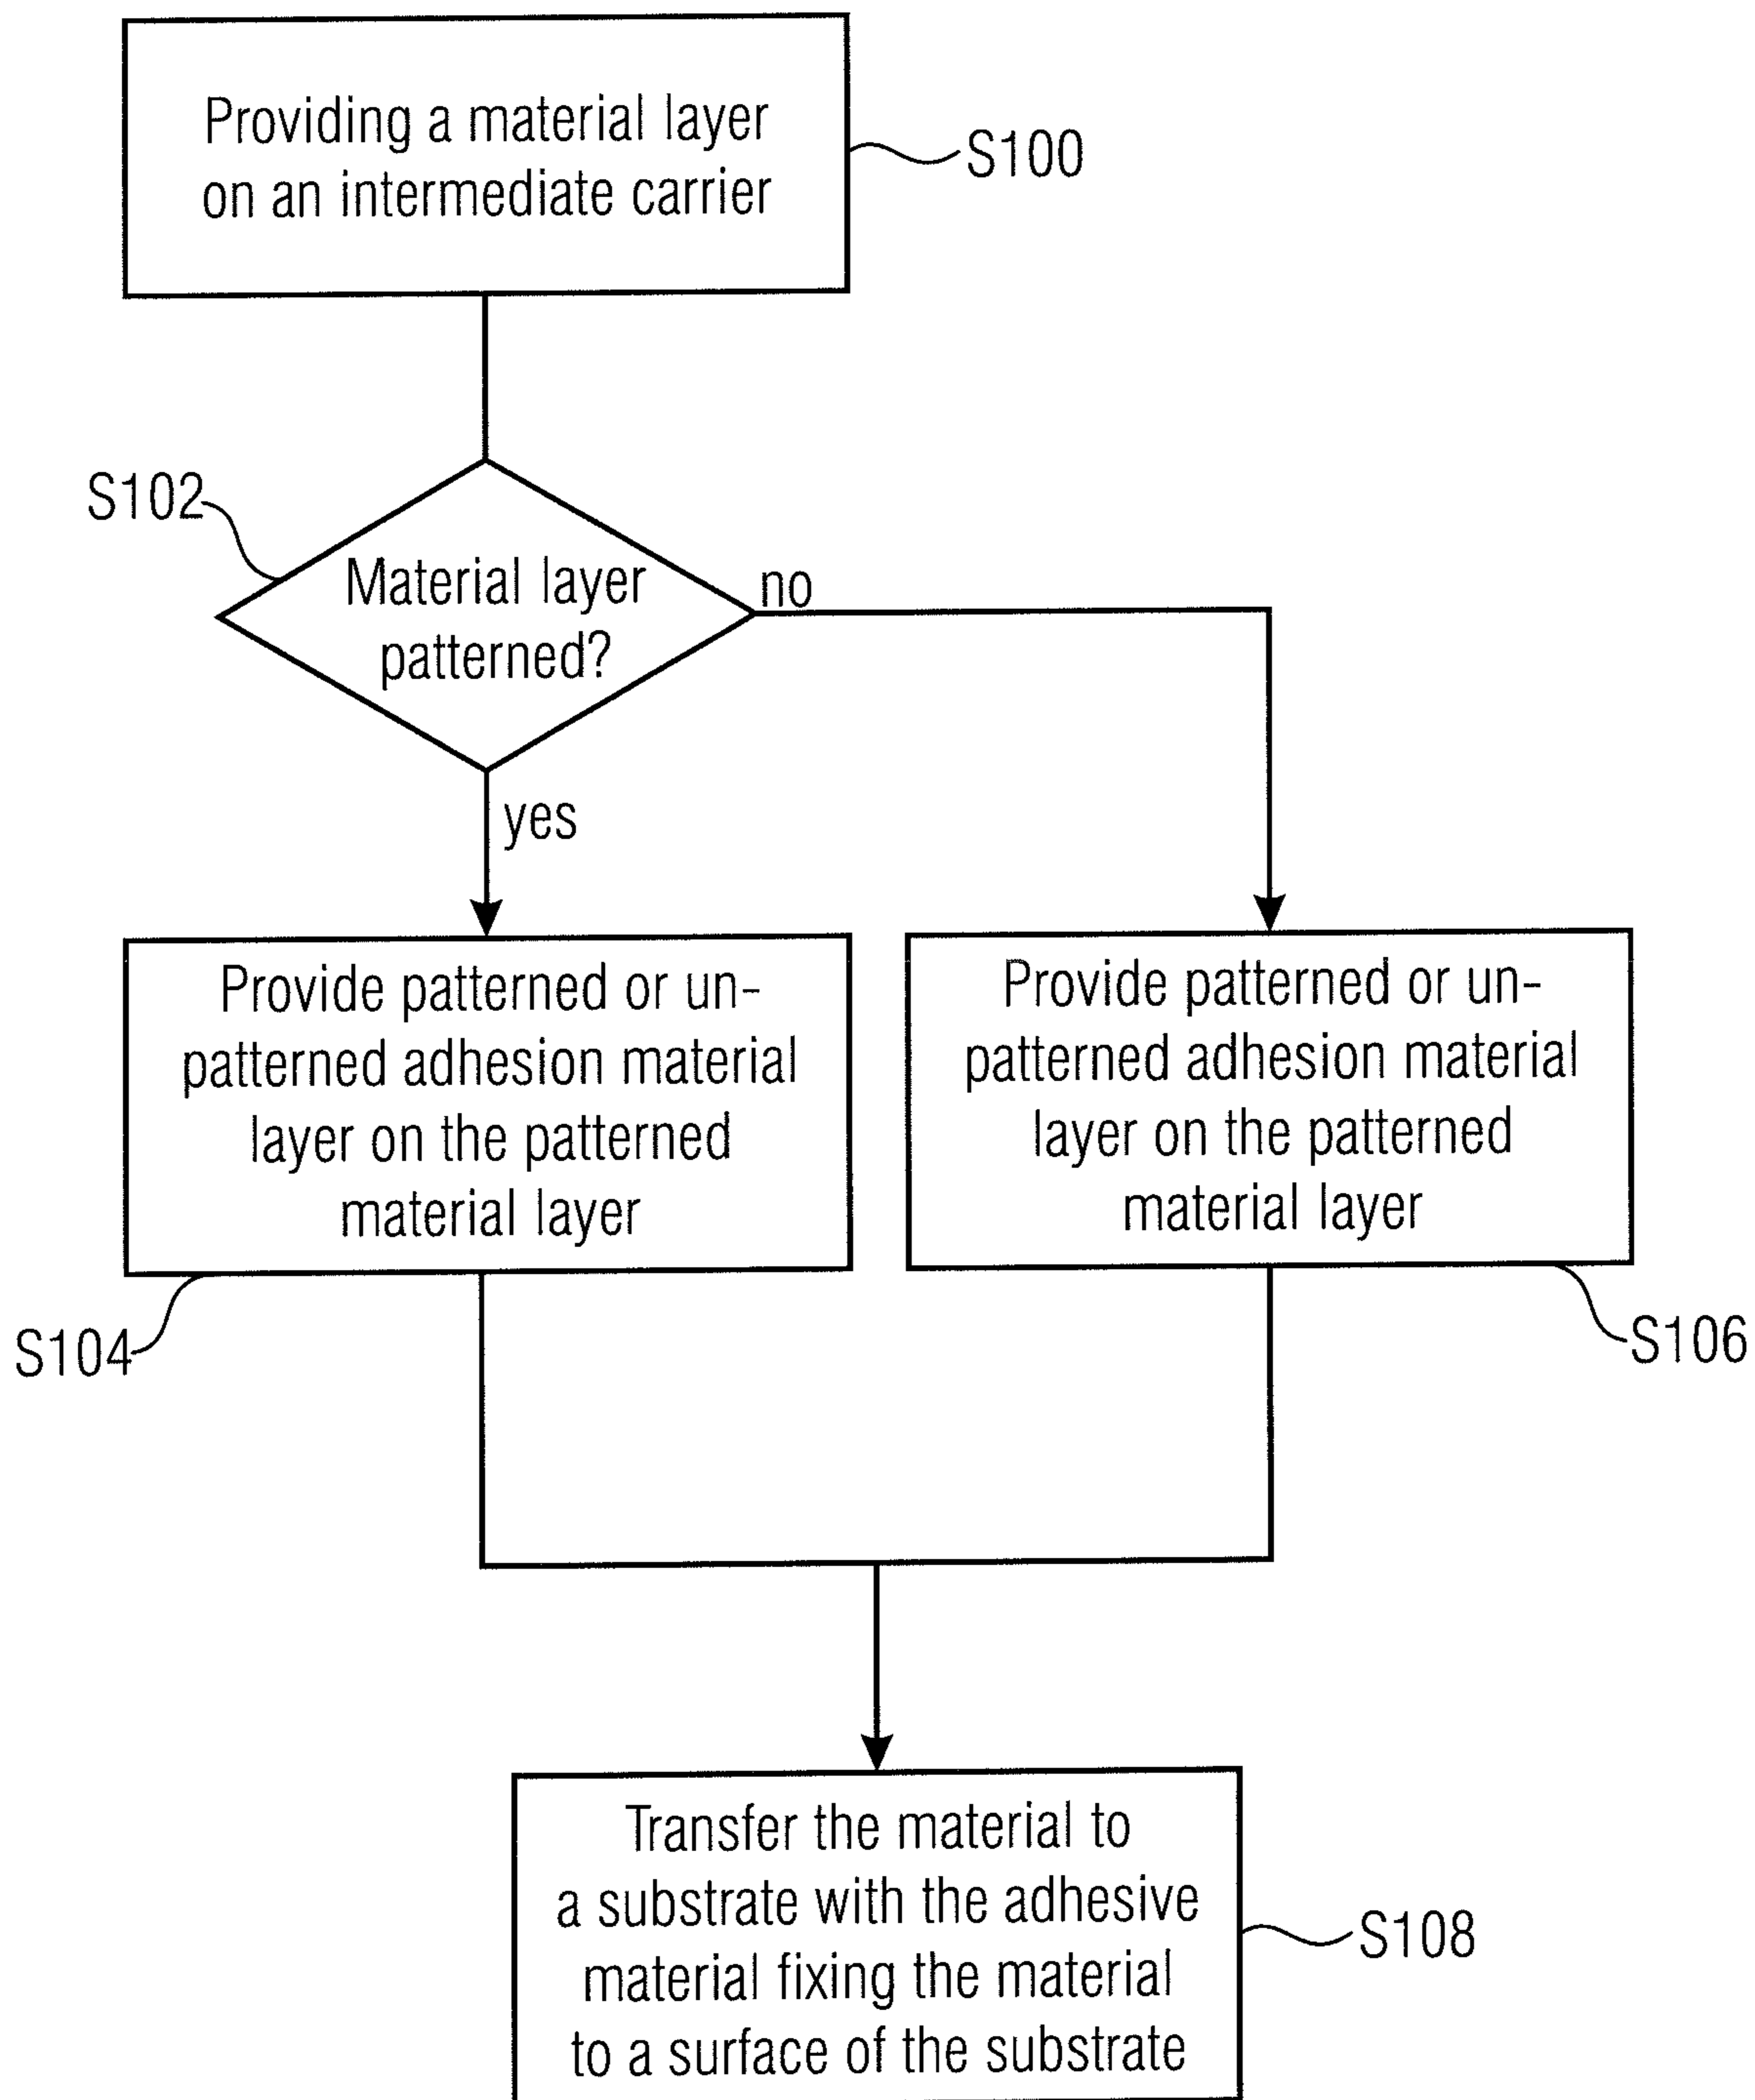 Providing a material layer
on an intermediate carrier
S100
S102
Material layer
patterned?
no
yes
Provide patterned or un-
patterned adhesion material
layer on the patterned
material layer
S104
Provide patterned or un-
patterned adhesion material
layer on the patterned
material layer
S106
Transfer the material to
a substrate with the adhesive
material fixing the material
to a surface of the substrate
S108